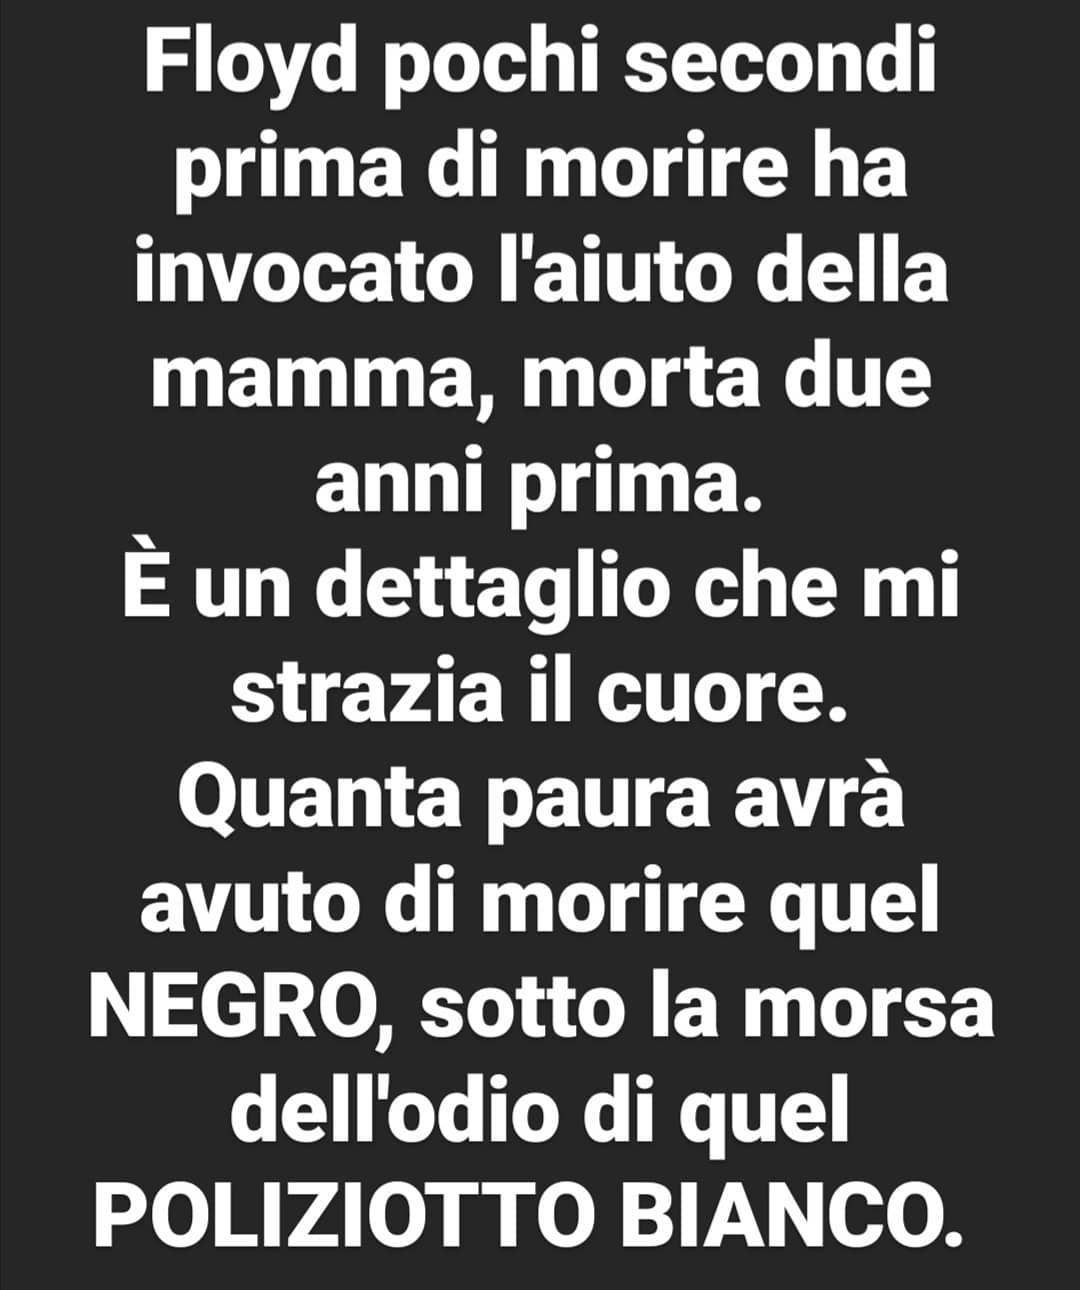 Floyd pochi secondi
prima di morire ha
invocato l'aiuto della
mamma, morta due
anni prima.
È un dettaglio che mi
strazia il cuore.
Quanta paura avrà
avuto di morire quel
NEGRO, sotto la morsa
dell'odio di quel
POLIZIOTTO BIANCO.